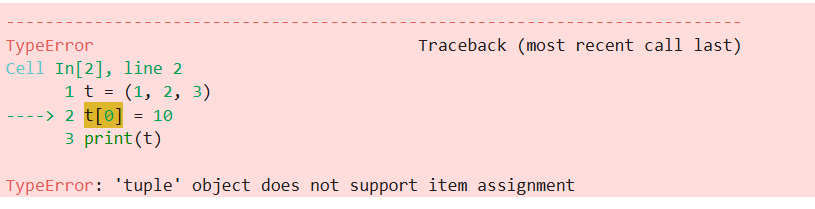 ---------------------------------------------------------------------------
TypeError                                 Traceback (most recent call last)
Cell In[2], line 2
      1 t = (1, 2, 3)
----> 2 t[0] = 10
      3 print(t)
TypeError: 'tuple' object does not support item assignment